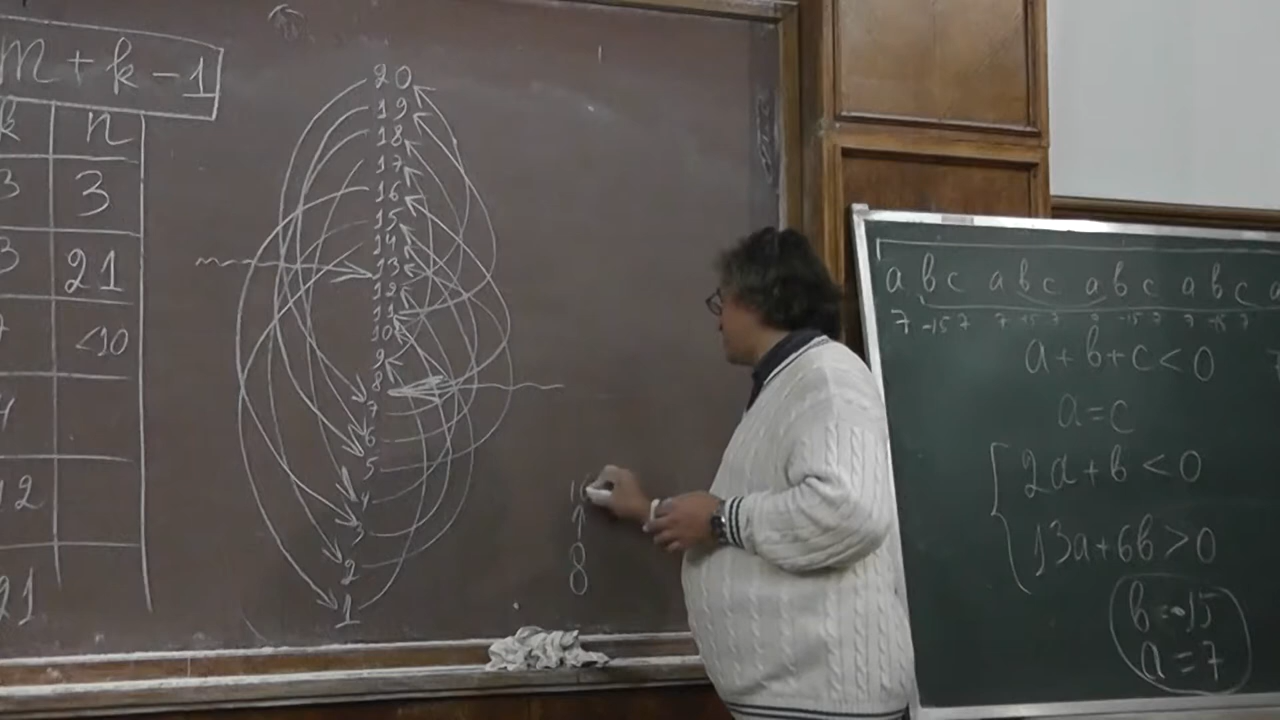 m + k - 1
k n
3 3
3 21
7 <10
4
12
21
20
19
18
17
16
15
14
13
12
11
10
9
8
7
6
5
4
3
2
1
8
a b c a b c a b c a b c a
7 -15 7 7 -15 7 7 -15 7 7 -15 7
a + b + c < 0
a = c
2a + b < 0
13a + 6b > 0
b = -15
a = 7